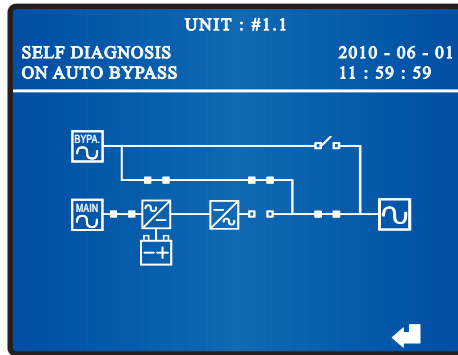 UNIT : #1.1
SELF DIAGNOSIS
2010 - 06 - 01
ON AUTO BYPASS
11 : 59 : 59
BYPA.
MAIN